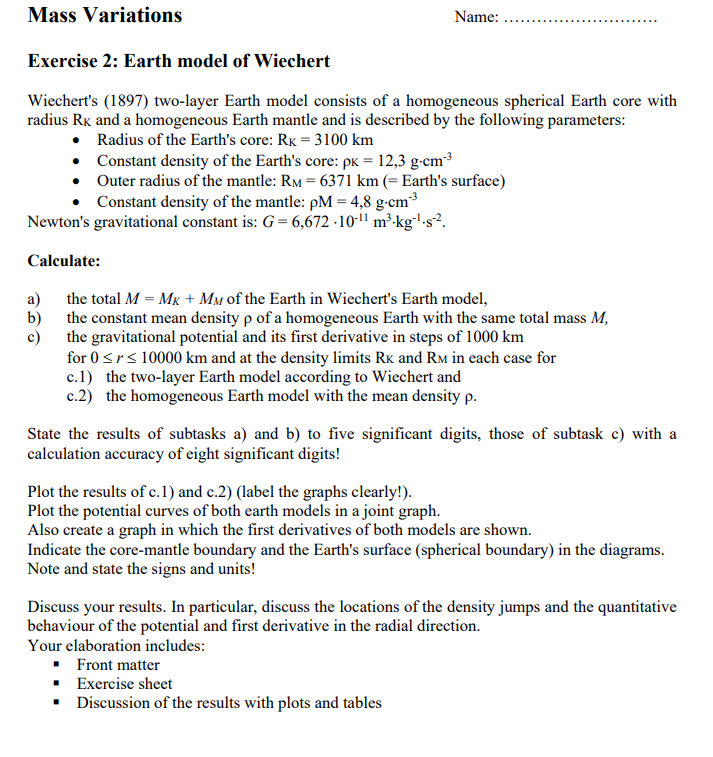 Mass Variations
Name: ……………………….
Exercise 2: Earth model of Wiechert
Wiechert's (1897) two-layer Earth model consists of a homogeneous spherical Earth core with
radius RK and a homogeneous Earth mantle and is described by the following parameters:
• Radius of the Earth's core: RK = 3100 km
• Constant density of the Earth's core: ρK = 12,3 g·cm⁻³
• Outer radius of the mantle: RM = 6371 km (= Earth's surface)
• Constant density of the mantle: ρM = 4,8 g·cm⁻³
Newton's gravitational constant is: G = 6,672 ·10⁻¹¹ m³·kg⁻¹·s⁻².
Calculate:
a) the total M = MK + MM of the Earth in Wiechert's Earth model,
b) the constant mean density ρ of a homogeneous Earth with the same total mass M,
c) the gravitational potential and its first derivative in steps of 1000 km
for 0 ≤ r ≤ 10000 km and at the density limits RK and RM in each case for
c.1) the two-layer Earth model according to Wiechert and
c.2) the homogeneous Earth model with the mean density ρ.
State the results of subtasks a) and b) to five significant digits, those of subtask c) with a
calculation accuracy of eight significant digits!
Plot the results of c.1) and c.2) (label the graphs clearly!).
Plot the potential curves of both earth models in a joint graph.
Also create a graph in which the first derivatives of both models are shown.
Indicate the core-mantle boundary and the Earth's surface (spherical boundary) in the diagrams.
Note and state the signs and units!
Discuss your results. In particular, discuss the locations of the density jumps and the quantitative
behaviour of the potential and first derivative in the radial direction.
Your elaboration includes:
▪ Front matter
▪ Exercise sheet
▪ Discussion of the results with plots and tables